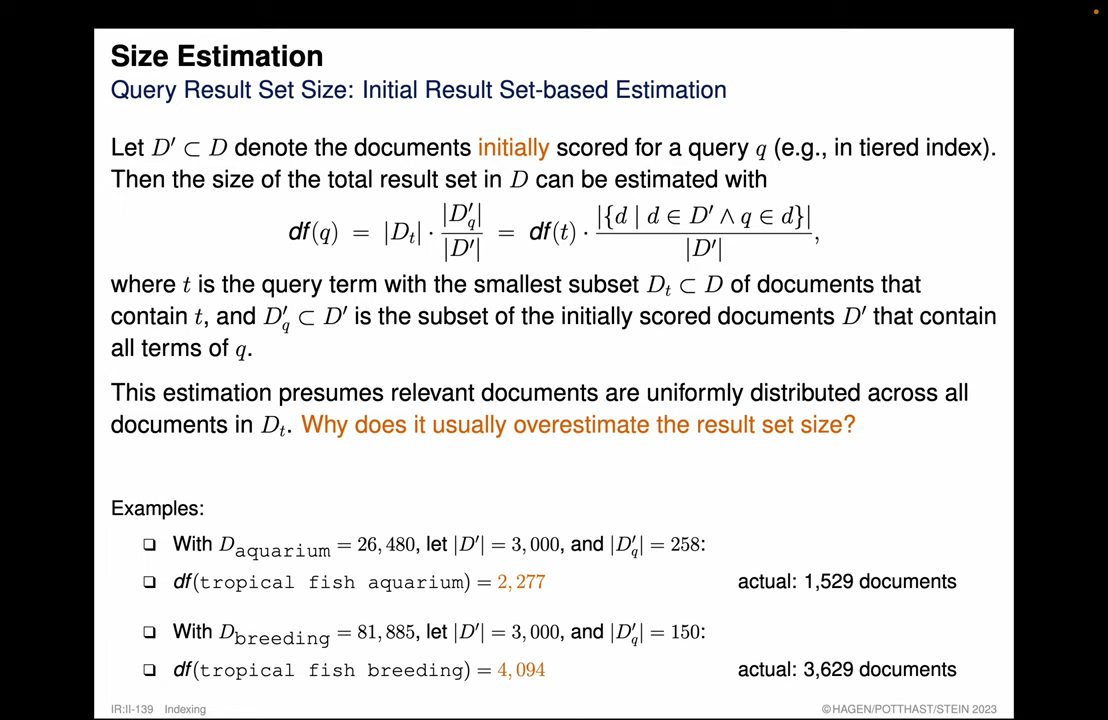 Size Estimation
Query Result Set Size: Initial Result Set-based Estimation
Let D′ ⊂ D denote the documents initially scored for a query q (e.g., in tiered index).
Then the size of the total result set in D can be estimated with
df(q) = |D_t| · |D′_q| / |D′| = df(t) · |{d | d ∈ D′ ∧ q ∈ d}| / |D′|,
where t is the query term with the smallest subset D_t ⊂ D of documents that
contain t, and D′_q ⊂ D′ is the subset of the initially scored documents D′ that contain
all terms of q.
This estimation presumes relevant documents are uniformly distributed across all
documents in D_t. Why does it usually overestimate the result set size?
Examples:
❑ With D_aquarium = 26,480, let |D′| = 3,000, and |D′_q| = 258:
❑ df(tropical fish aquarium) = 2,277 actual: 1,529 documents
❑ With D_breeding = 81,885, let |D′| = 3,000, and |D′_q| = 150:
❑ df(tropical fish breeding) = 4,094 actual: 3,629 documents
IR:II-139 Indexing ©HAGEN/POTTHAST/STEIN 2023